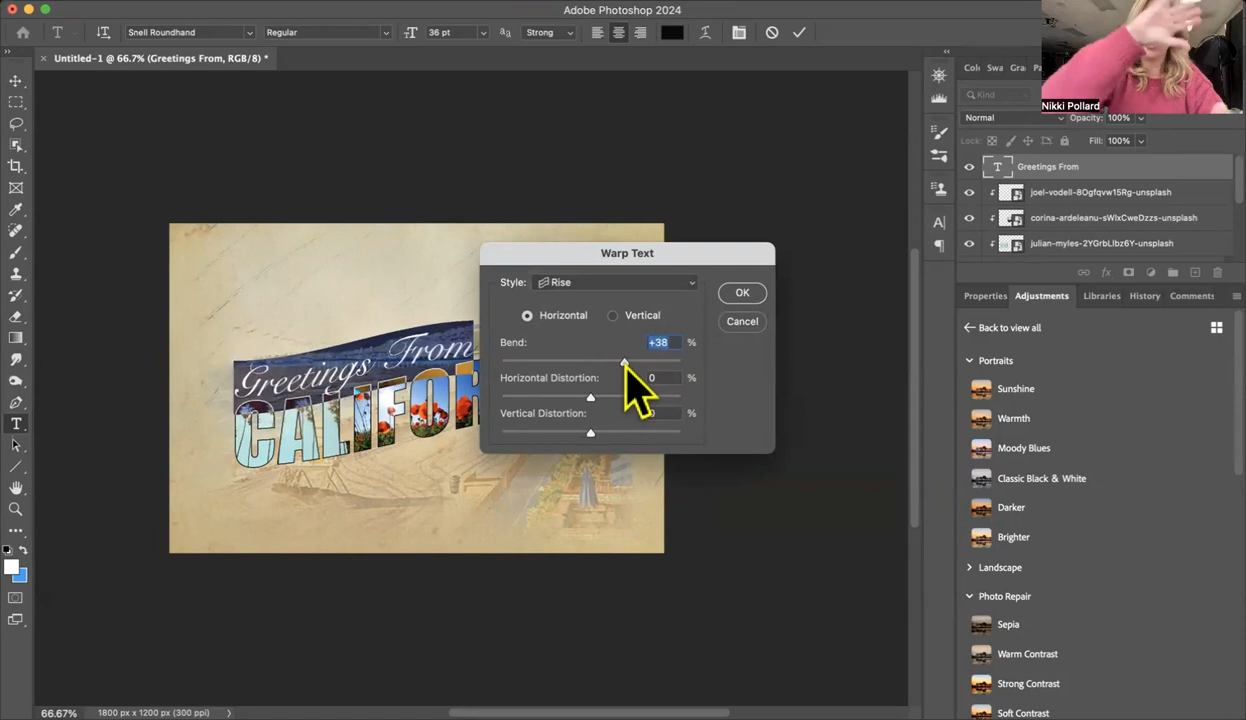 Adobe Photoshop 2024
T
Snell Roundhand
Regular
36 pt
Strong
Untitled-1 @ 66.7% (Greetings From, RGB/8) *
Nikki Pollard
Swa
Kind
Normal
Opacity: 100%
Lock:
Fill: 100%
T Greetings From
joel-vodell-8Ogfqvw15Rg-unsplash
corina-ardeleanu-sWlxCweDzzs-unsplash
julian-myles-2YGrbLlbz6Y-unsplash
fx
Properties
Adjustments
Libraries
History
Comments
Back to view all
Portraits
Sunshine
Warmth
Moody Blues
Classic Black & White
Darker
Brighter
Landscape
Photo Repair
Sepia
Warm Contrast
Strong Contrast
Soft Contrast
Warp Text
Style: Rise
OK
Horizontal
Vertical
Cancel
Bend: +38 %
Horizontal Distortion: 0 %
Vertical Distortion: 0 %
Greetings From
CALIFOR
66.67%
1800 px x 1200 px (300 ppi)